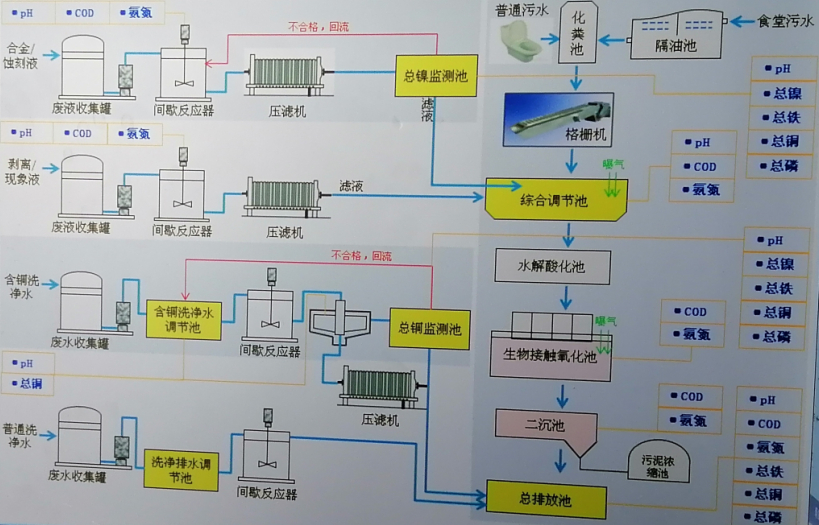 pH
COD
氨氮
合金/
蚀刻液
废液收集罐
间歇反应器
压滤机
不合格，回流
总镍监测池
滤
液
普通污水
化
粪
池
隔油池
食堂污水
格栅机
pH
总镍
总铁
总铜
总磷
pH
COD
氨氮
剥离/
现象液
废液收集罐
间歇反应器
压滤机
滤液
曝气
综合调节池
pH
COD
氨氮
水解酸化池
含铜洗
净水
废水收集罐
含铜洗净水
调节池
间歇反应器
不合格，回流
总铜监测池
压滤机
pH
总镍
总铁
总铜
总磷
曝气
生物接触氧化池
COD
氨氮
pH
总铜
普通洗
净水
废水收集罐
洗净排水调
节池
间歇反应器
二沉池
COD
氨氮
污泥浓
缩池
总排放池
pH
COD
氨氮
总铁
总铜
总磷